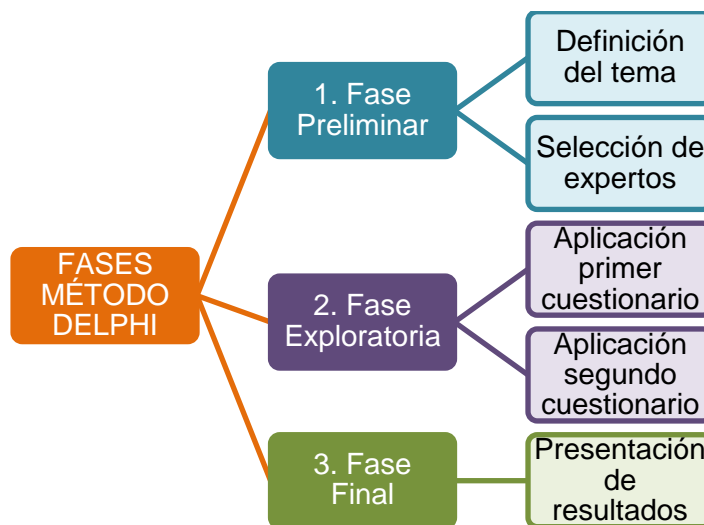 FASES
MÉTODO
DELPHI
1. Fase
Preliminar
Definición
del tema
Selección de
expertos
2. Fase
Exploratoria
Aplicación
primer
cuestionario
Aplicación
segundo
cuestionario
3. Fase
Final
Presentación
de
resultados